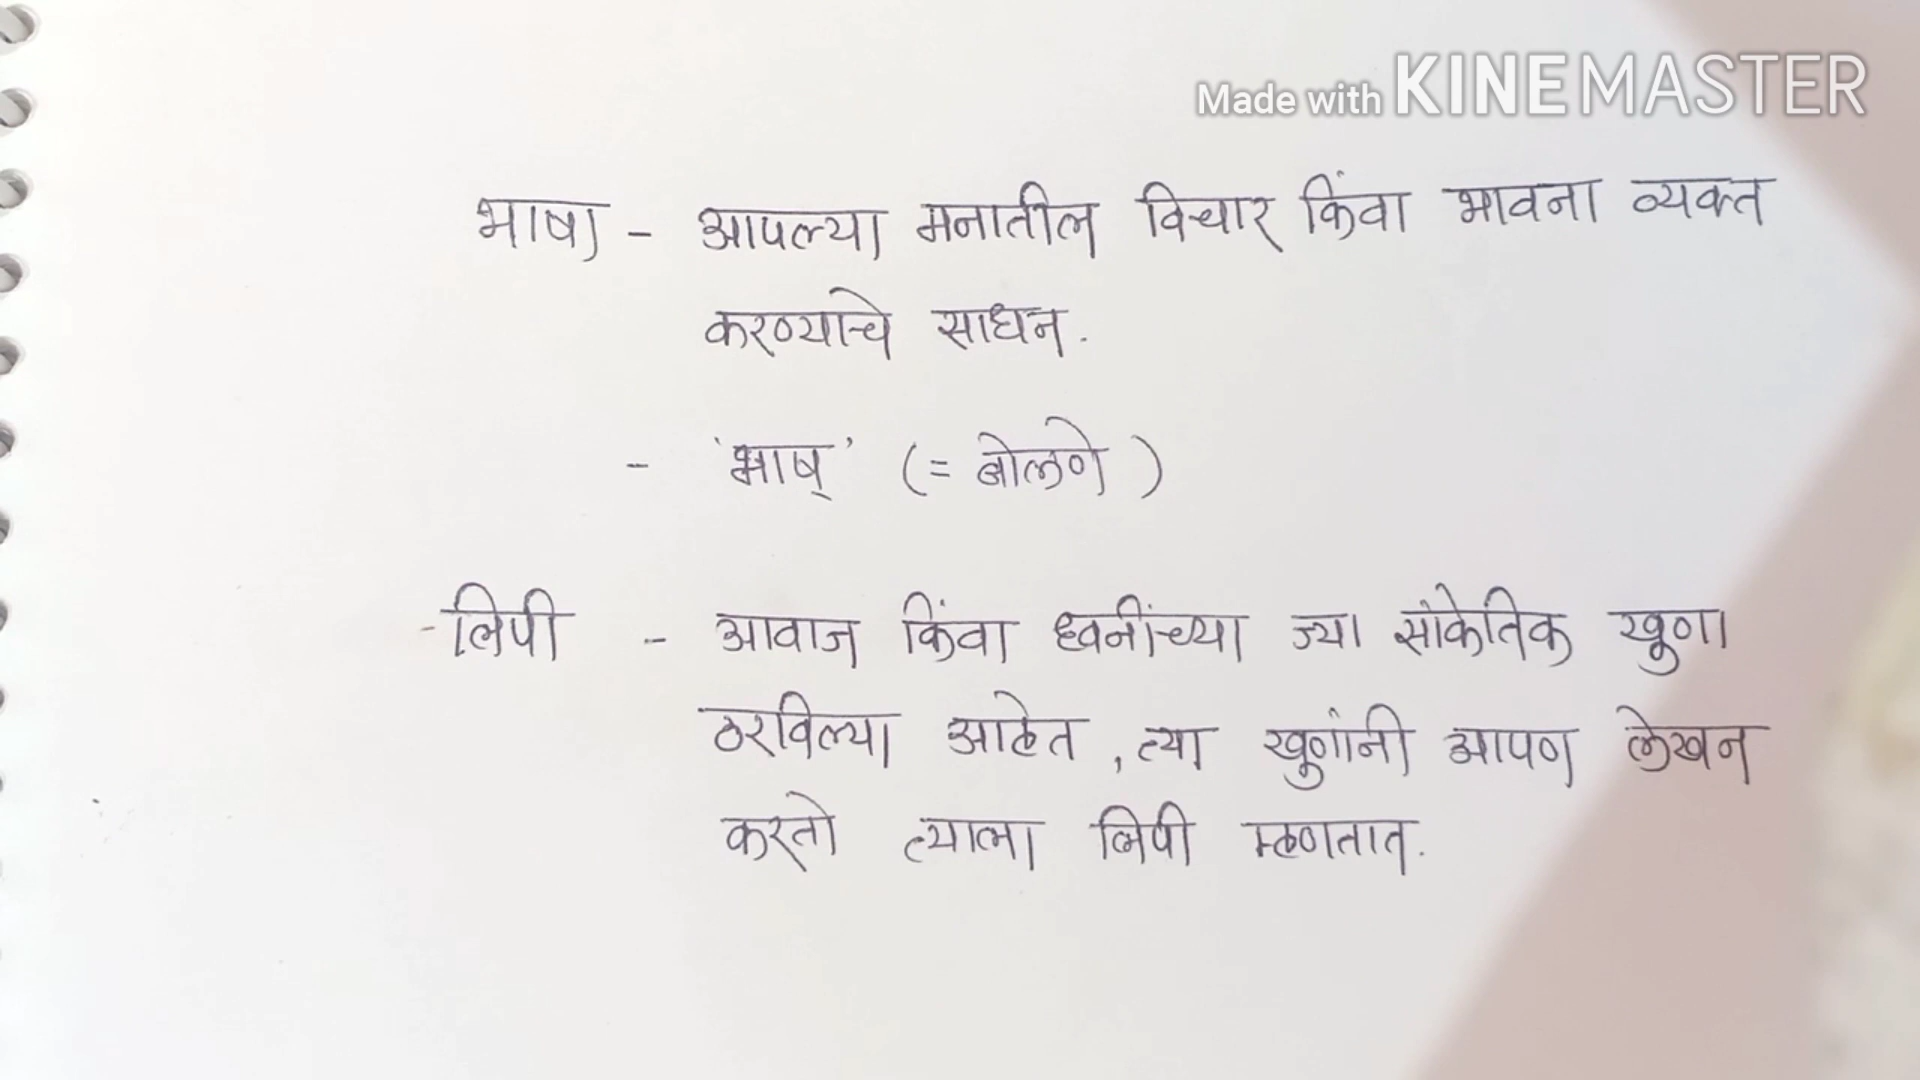 Made with KINEMASTER
भाषा - आपल्या मनातील विचार किंवा भावना व्यक्त
करण्याचे साधन.
- 'भाष्' (= बोलणे )
- लिपी - आवाज किंवा ध्वनींच्या ज्या सांकेतिक खुणा
ठरविल्या आहेत , त्या खुणांनी आपण लेखन
करतो त्याला लिपी म्हणतात.